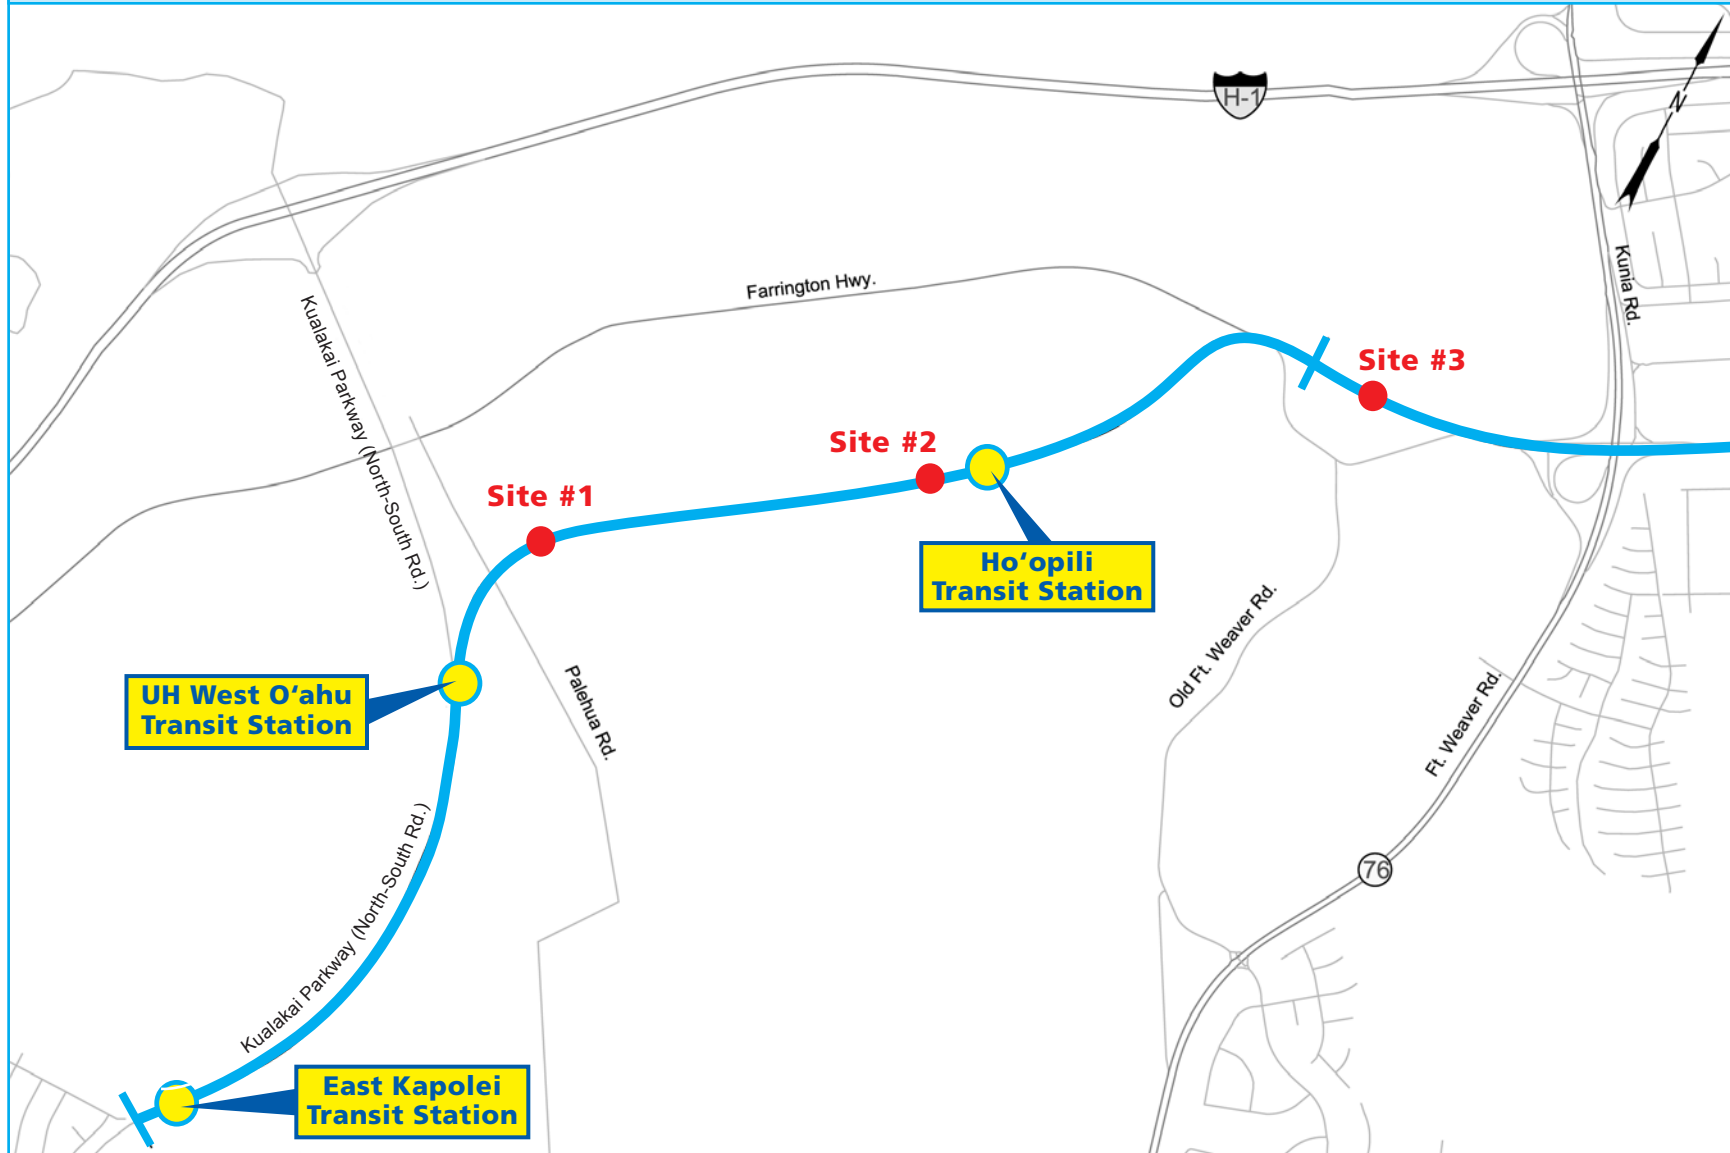 H-1
N
Kunia Rd.
Farrington Hwy.
Kualakai Parkway (North-South Rd.)
Site #3
Site #2
Site #1
Ho‘opili
Transit Station
Old Ft. Weaver Rd.
UH West O‘ahu
Transit Station
Palehua Rd.
Ft. Weaver Rd.
Kualakai Parkway (North-South Rd.)
76
East Kapolei
Transit Station